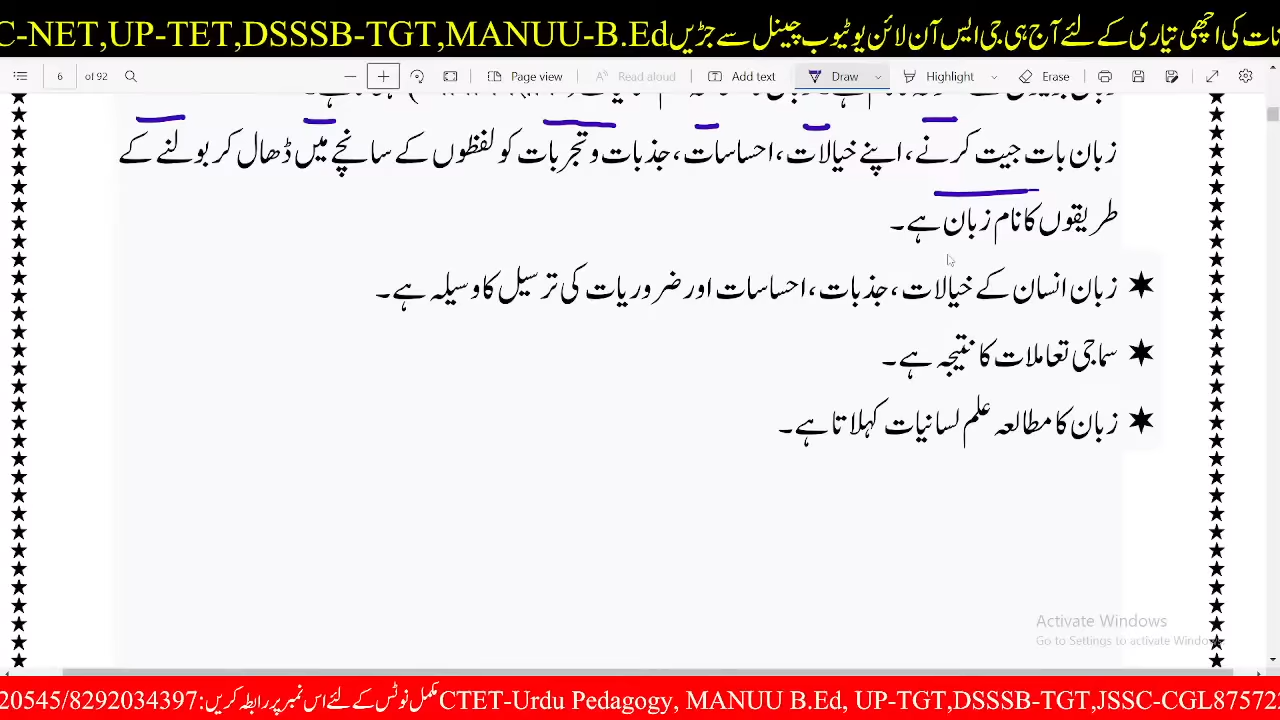 C-NET,UP-TET,DSSSB-TGT,MANUU-B.Ed نات کی اچھی تیاری کے لئے آج ہی جی ایس آن لائن یوٹیوب چینل سے جڑیں
6 of 92 Page view Read aloud Add text Draw Highlight Erase
زبان بات جیت کرنے، اپنے خیالات، احساسات، جذبات و تجربات کو لفظوں کے سانچے میں ڈھال کر بولنے کے
طریقوں کا نام زبان ہے۔
★ زبان انسان کے خیالات، جذبات، احساسات اور ضروریات کی ترسیل کا وسیلہ ہے۔
★ سماجی تعاملات کا نتیجہ ہے۔
★ زبان کا مطالعہ علم لسانیات کہلاتا ہے۔
Activate Windows
Go to Settings to activate Windows
20545/8292034397: مکمل نوٹس کے لئے اس نمبر پر رابطہ کریں CTET-Urdu Pedagogy, MANUU B.Ed, UP-TGT,DSSSB-TGT,JSSC-CGL875722